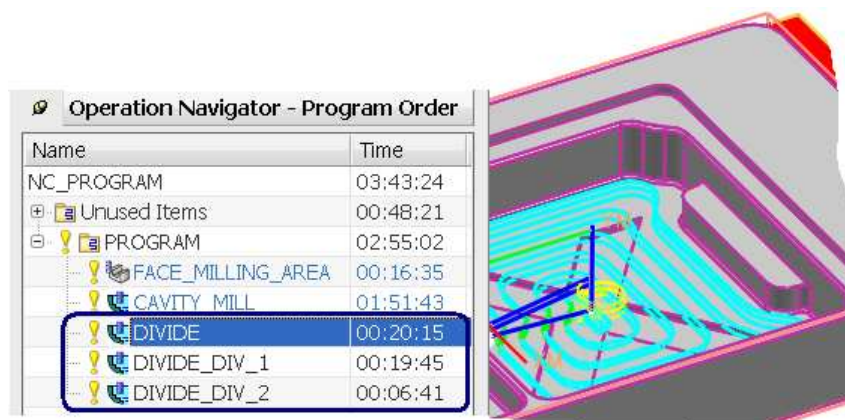 Operation Navigator - Program Order
Name Time
NC_PROGRAM 03:43:24
Unused Items 00:48:21
PROGRAM 02:55:02
FACE_MILLING_AREA 00:16:35
CAVITY_MILL 01:51:43
DIVIDE 00:20:15
DIVIDE_DIV_1 00:19:45
DIVIDE_DIV_2 00:06:41